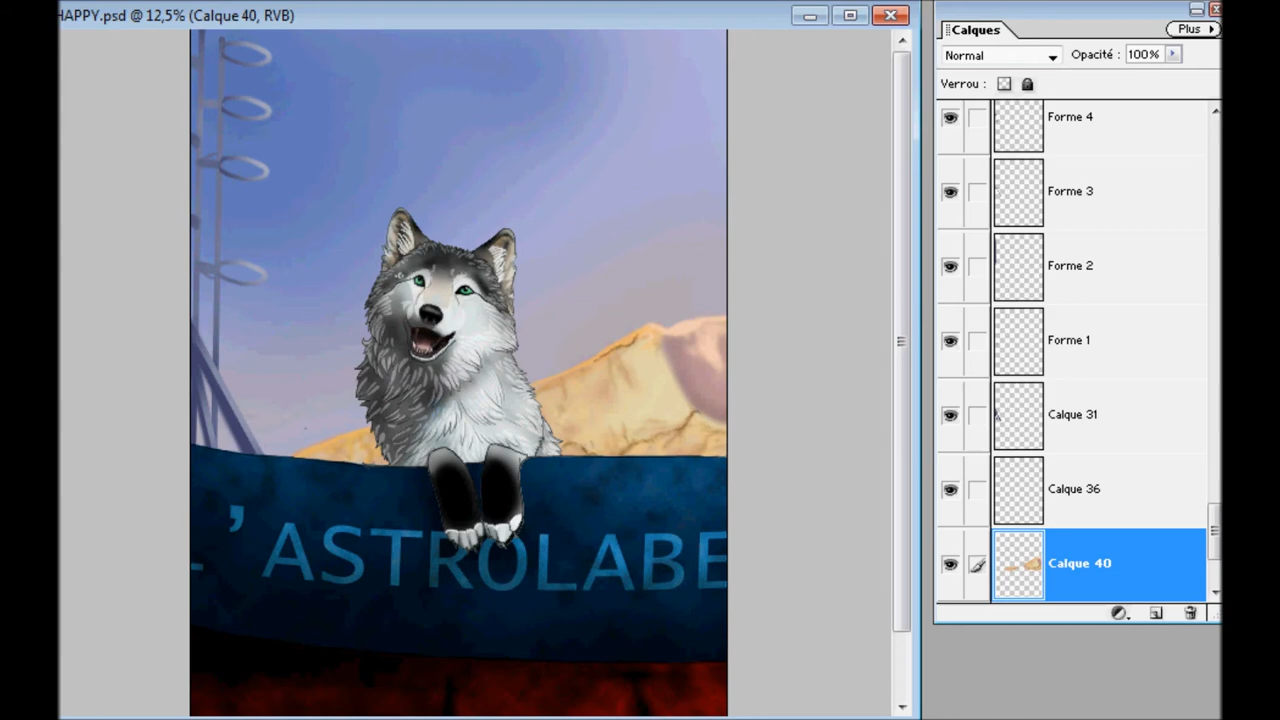 HAPPY.psd @ 12,5% (Calque 40, RVB)
Calques
Plus
Normal
Opacité : 100%
Verrou :
Forme 4
Forme 3
Forme 2
Forme 1
Calque 31
Calque 36
Calque 40
L'ASTROLABE